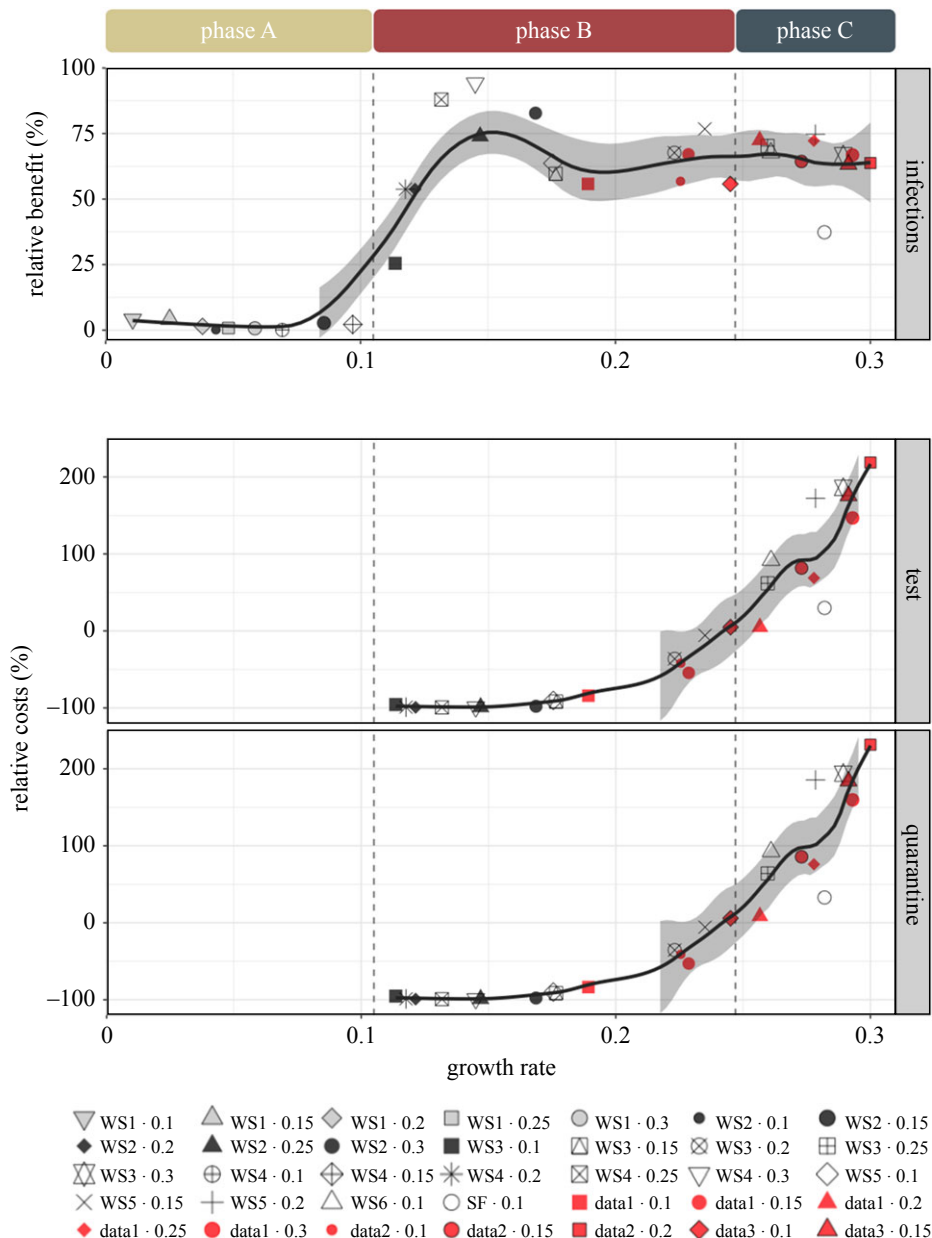 phase A phase B phase C
100
75
50
25
0
relative benefit (%)
infections
0 0.1 0.2 0.3
200
100
0
–100
test
relative costs (%)
200
100
0
–100
quarantine
0 0.1 0.2 0.3
growth rate
WS1 · 0.1 WS1 · 0.15 WS1 · 0.2 WS1 · 0.25 WS1 · 0.3 WS2 · 0.1 WS2 · 0.15
WS2 · 0.2 WS2 · 0.25 WS2 · 0.3 WS3 · 0.1 WS3 · 0.15 WS3 · 0.2 WS3 · 0.25
WS3 · 0.3 WS4 · 0.1 WS4 · 0.15 WS4 · 0.2 WS4 · 0.25 WS4 · 0.3 WS5 · 0.1
WS5 · 0.15 WS5 · 0.2 WS6 · 0.1 SF · 0.1 data1 · 0.1 data1 · 0.15 data1 · 0.2
data1 · 0.25 data1 · 0.3 data2 · 0.1 data2 · 0.15 data2 · 0.2 data3 · 0.1 data3 · 0.15